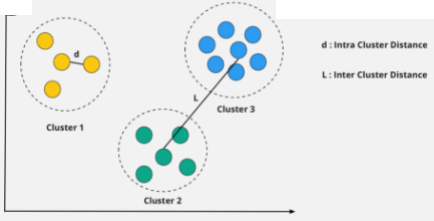 d
d : Intra Cluster Distance
L : Inter Cluster Distance
L
Cluster 3
Cluster 1
Cluster 2